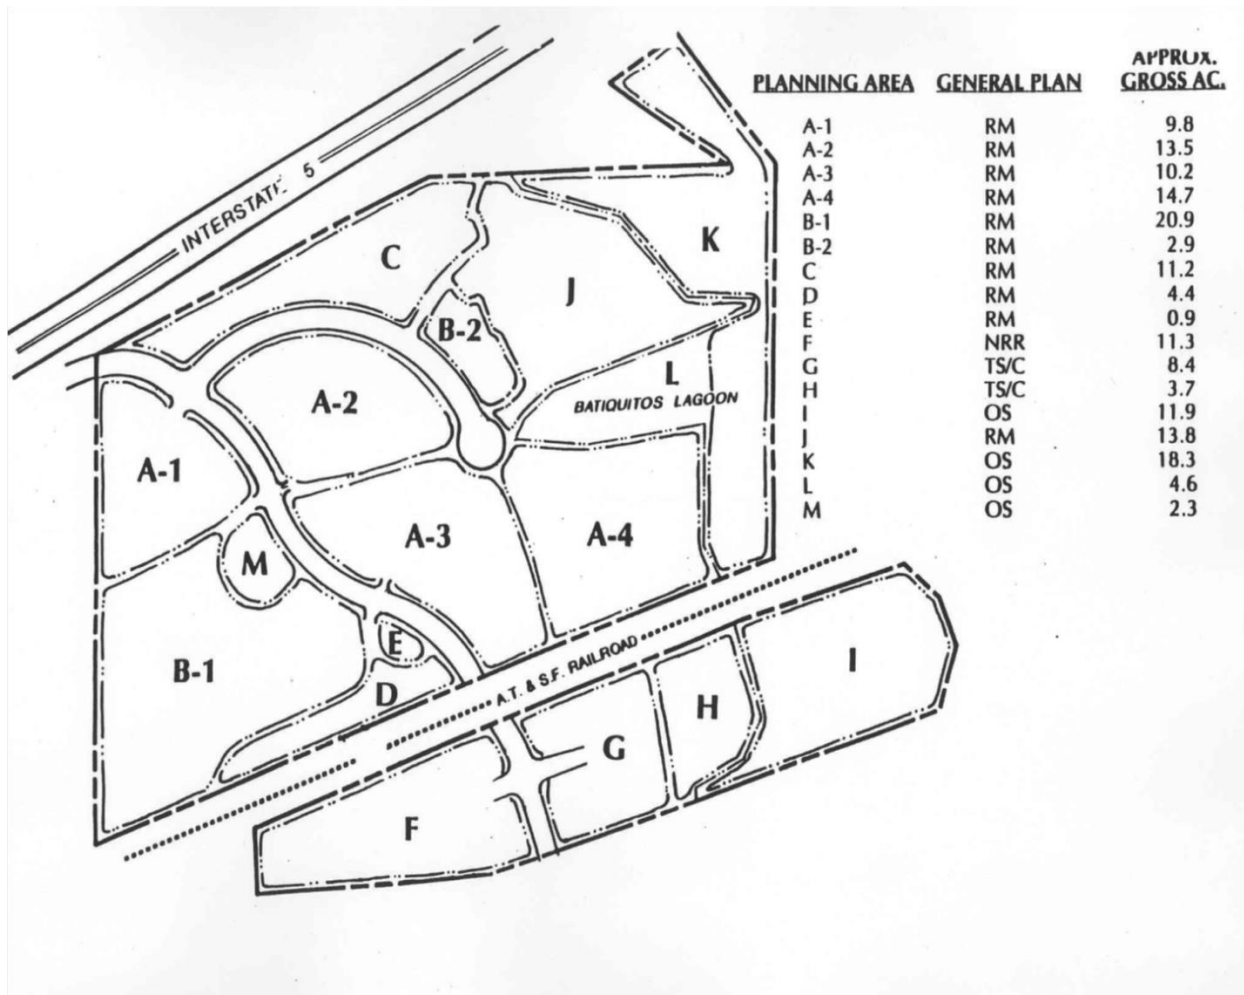 APPROX.
PLANNING AREA GENERAL PLAN GROSS AC.
A-1 RM 9.8
A-2 RM 13.5
A-3 RM 10.2
A-4 RM 14.7
B-1 RM 20.9
B-2 RM 2.9
C RM 11.2
D RM 4.4
E RM 0.9
F NRR 11.3
G TS/C 8.4
H TS/C 3.7
I OS 11.9
J RM 13.8
K OS 18.3
L OS 4.6
M OS 2.3
INTERSTATE 5
K
C
J
B-2
L
A-2
BATIQUITOS LAGOON
A-1
A-3
A-4
M
E
B-1
I
A.T. & S.F. RAILROAD
D
H
G
F